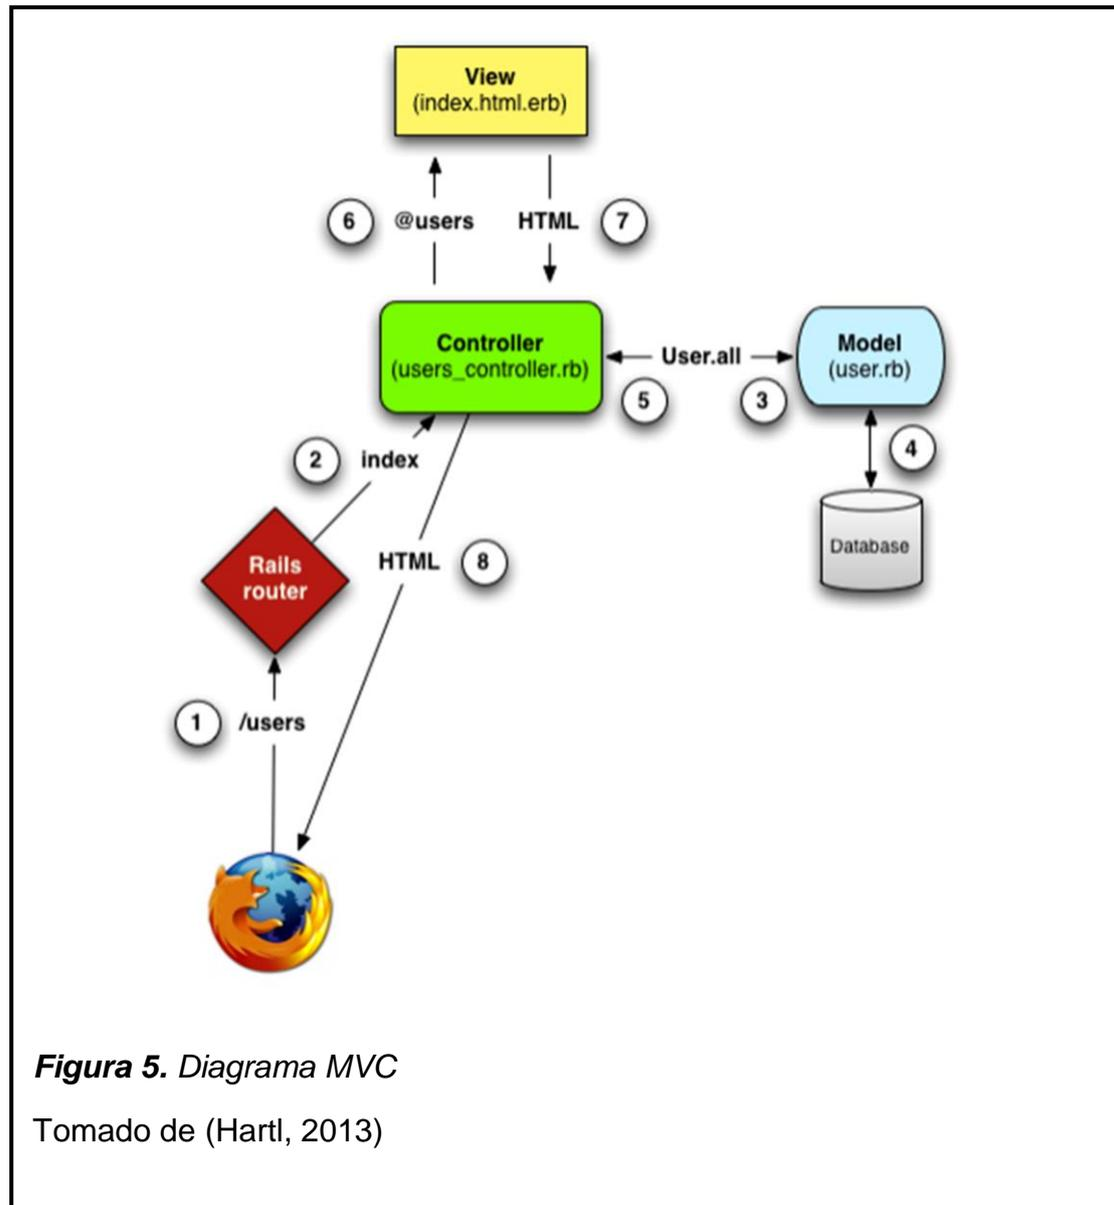 View
(index.html.erb)
6 @users HTML 7
Controller
(users_controller.rb)
User.all
Model
(user.rb)
5 3
4
2 index
Database
Rails
router
HTML 8
1 /users
Figura 5. Diagrama MVC
Tomado de (Hartl, 2013)